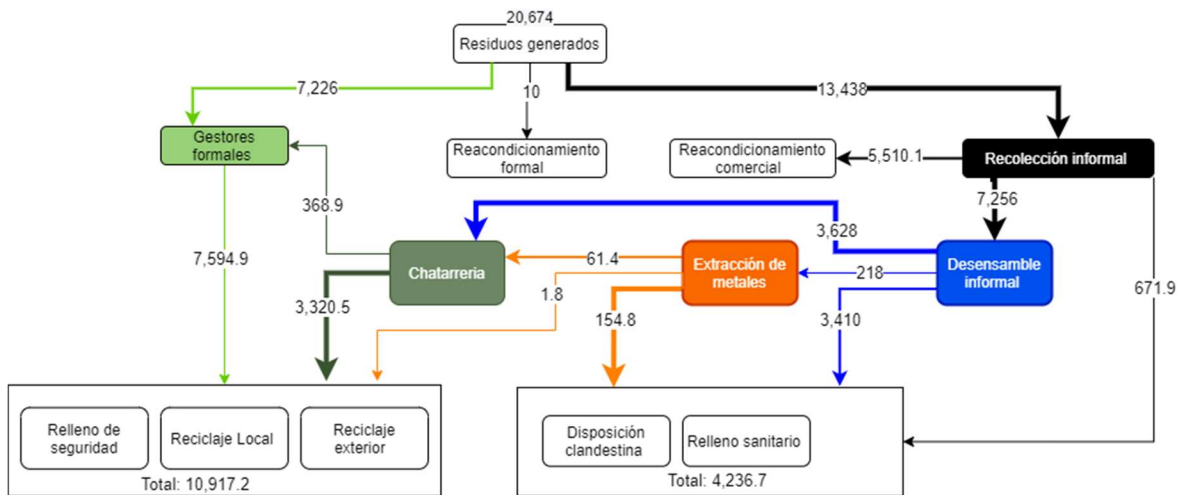 20,674
Residuos generados
7,226
10
13,438
Gestores
formales
Reacondicionamiento
formal
Reacondicionamiento
comercial
5,510.1
Recolección informal
7,256
368.9
3,628
7,594.9
Chatarreria
61.4
Extracción de
metales
218
Desensamble
informal
671.9
3,320.5
1.8
154.8
3,410
Relleno de
seguridad
Reciclaje Local
Reciclaje
exterior
Total: 10,917.2
Disposición
clandestina
Relleno sanitario
Total: 4,236.7